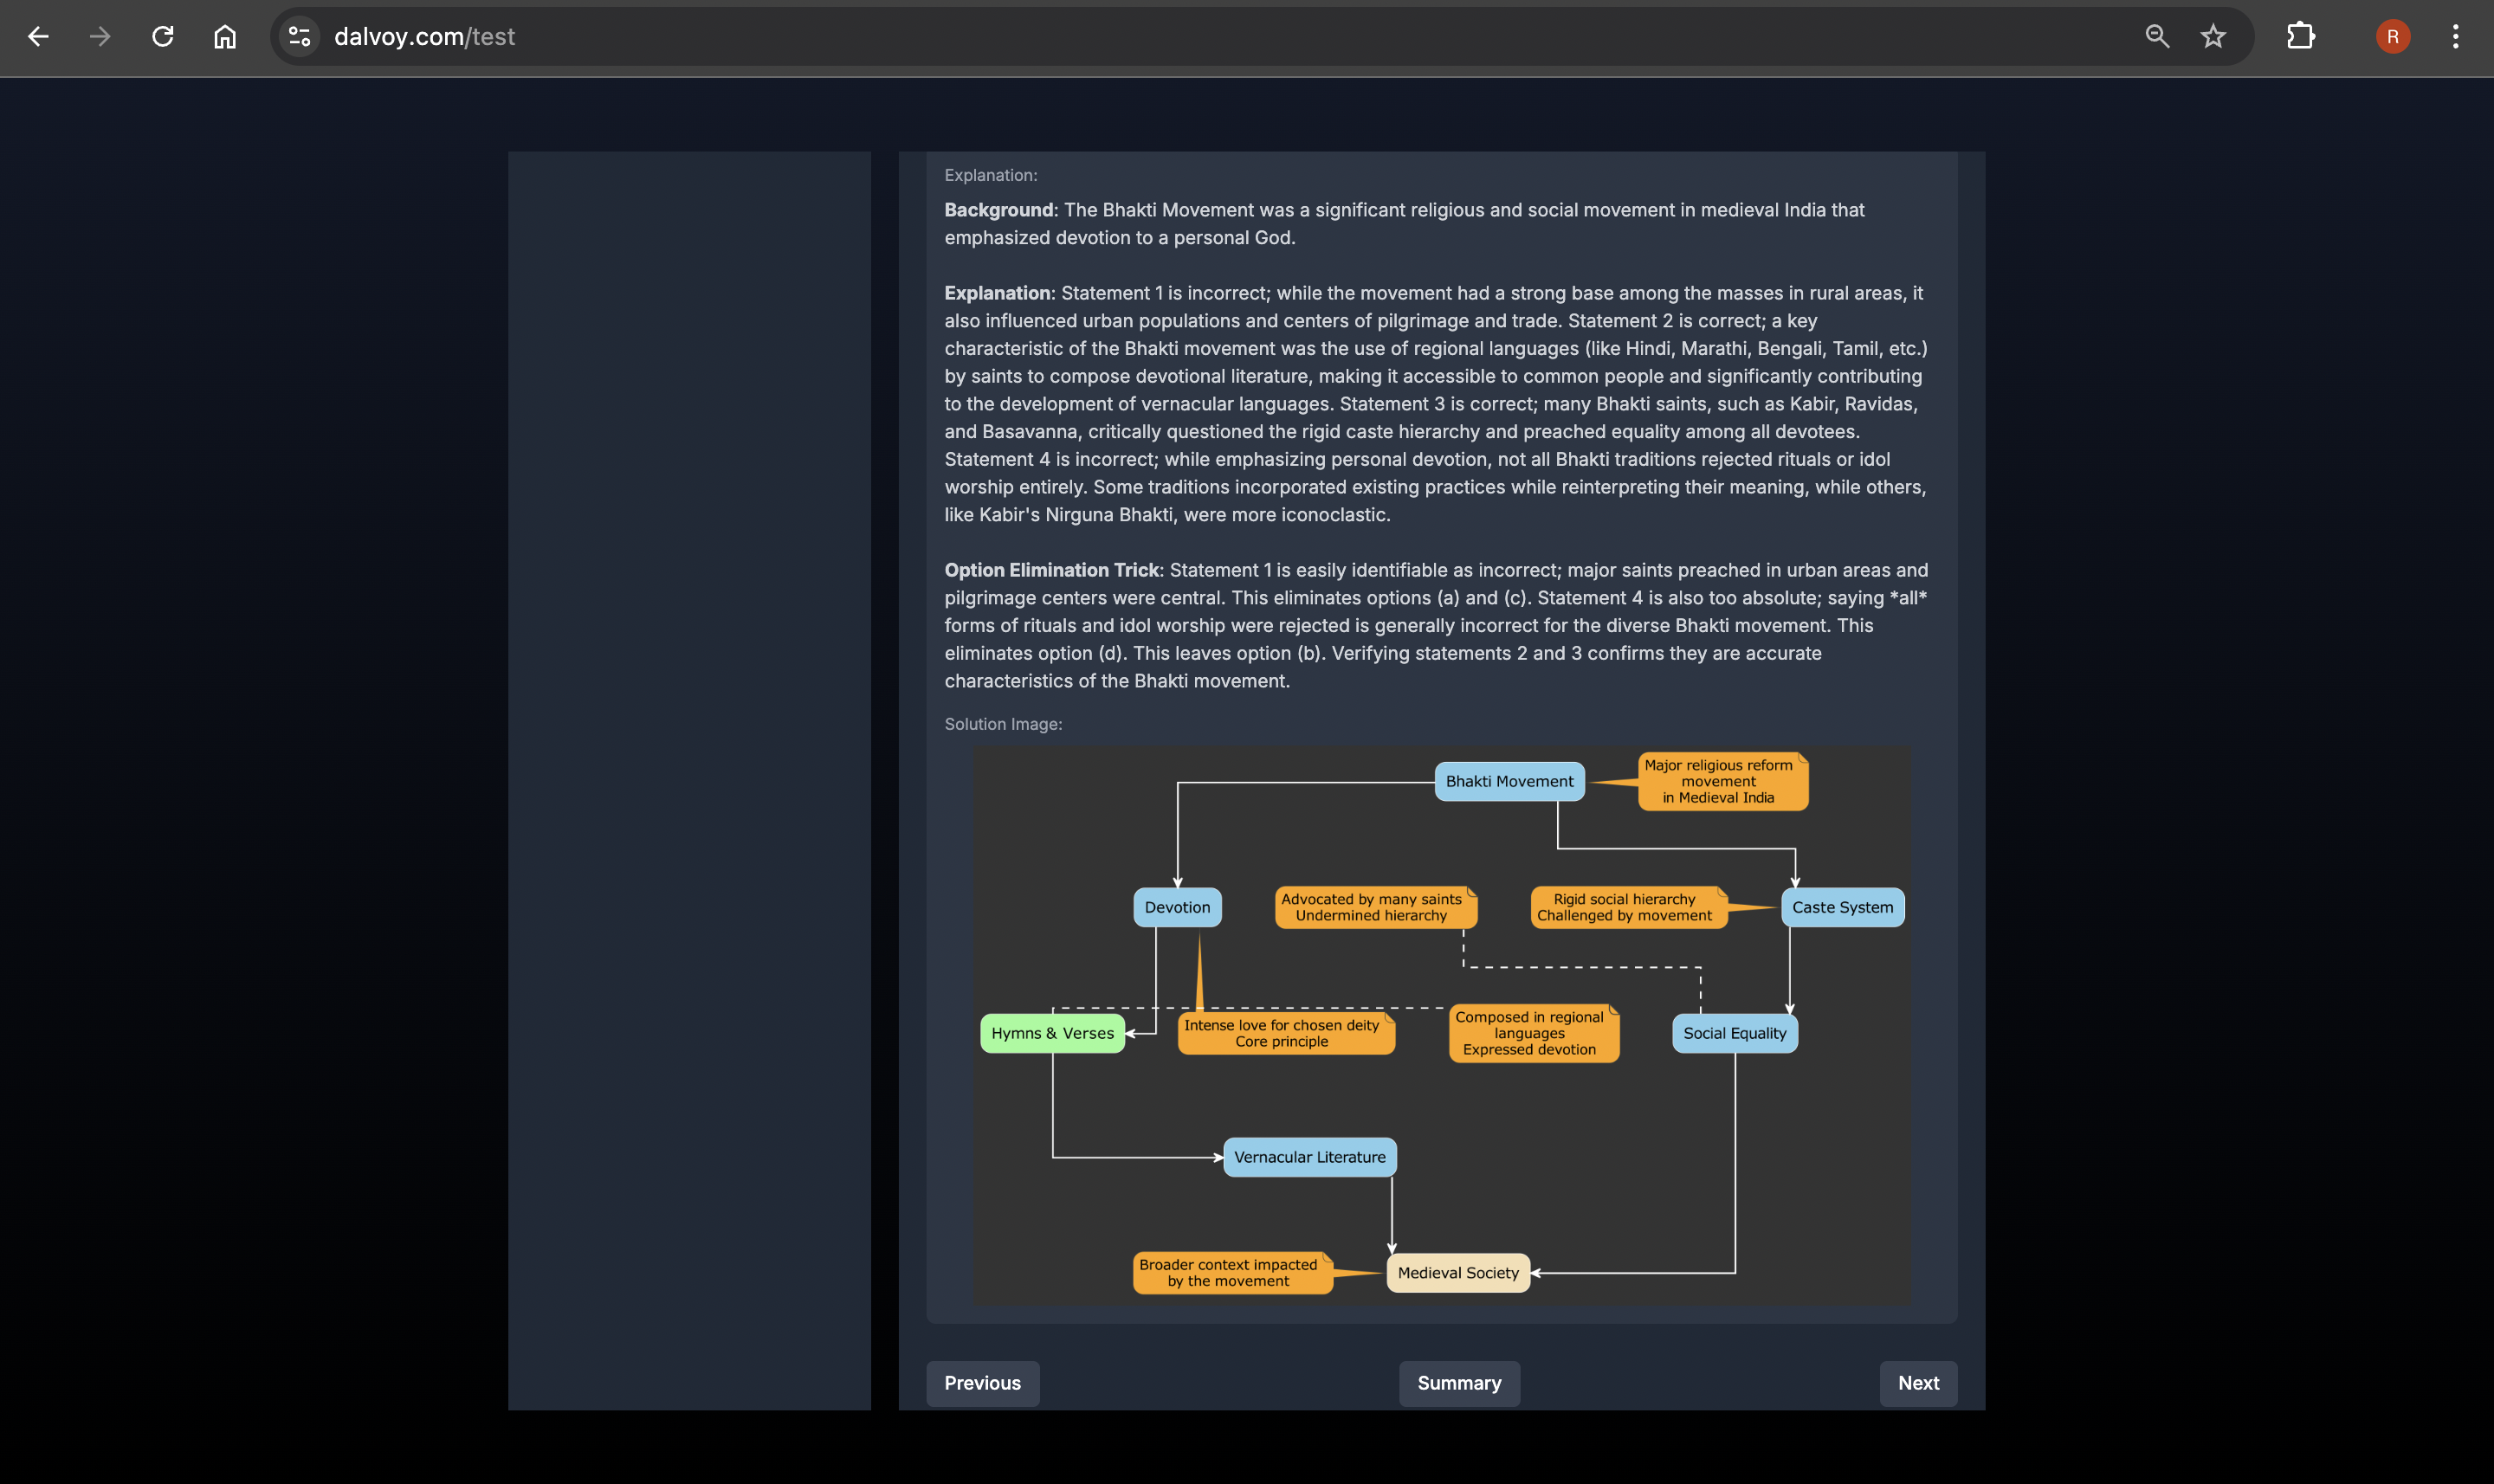 dalvoy.com/test
R
Explanation:
Background: The Bhakti Movement was a significant religious and social movement in medieval India that
emphasized devotion to a personal God.
Explanation: Statement 1 is incorrect; while the movement had a strong base among the masses in rural areas, it
also influenced urban populations and centers of pilgrimage and trade. Statement 2 is correct; a key
characteristic of the Bhakti movement was the use of regional languages (like Hindi, Marathi, Bengali, Tamil, etc.)
by saints to compose devotional literature, making it accessible to common people and significantly contributing
to the development of vernacular languages. Statement 3 is correct; many Bhakti saints, such as Kabir, Ravidas,
and Basavanna, critically questioned the rigid caste hierarchy and preached equality among all devotees.
Statement 4 is incorrect; while emphasizing personal devotion, not all Bhakti traditions rejected rituals or idol
worship entirely. Some traditions incorporated existing practices while reinterpreting their meaning, while others,
like Kabir's Nirguna Bhakti, were more iconoclastic.
Option Elimination Trick: Statement 1 is easily identifiable as incorrect; major saints preached in urban areas and
pilgrimage centers were central. This eliminates options (a) and (c). Statement 4 is also too absolute; saying *all*
forms of rituals and idol worship were rejected is generally incorrect for the diverse Bhakti movement. This
eliminates option (d). This leaves option (b). Verifying statements 2 and 3 confirms they are accurate
characteristics of the Bhakti movement.
Solution Image:
Bhakti Movement
Major religious reform
movement
in Medieval India
Devotion
Advocated by many saints
Undermined hierarchy
Rigid social hierarchy
Challenged by movement
Caste System
Hymns & Verses
Intense love for chosen deity
Core principle
Composed in regional
languages
Expressed devotion
Social Equality
Vernacular Literature
Broader context impacted
by the movement
Medieval Society
Previous
Summary
Next